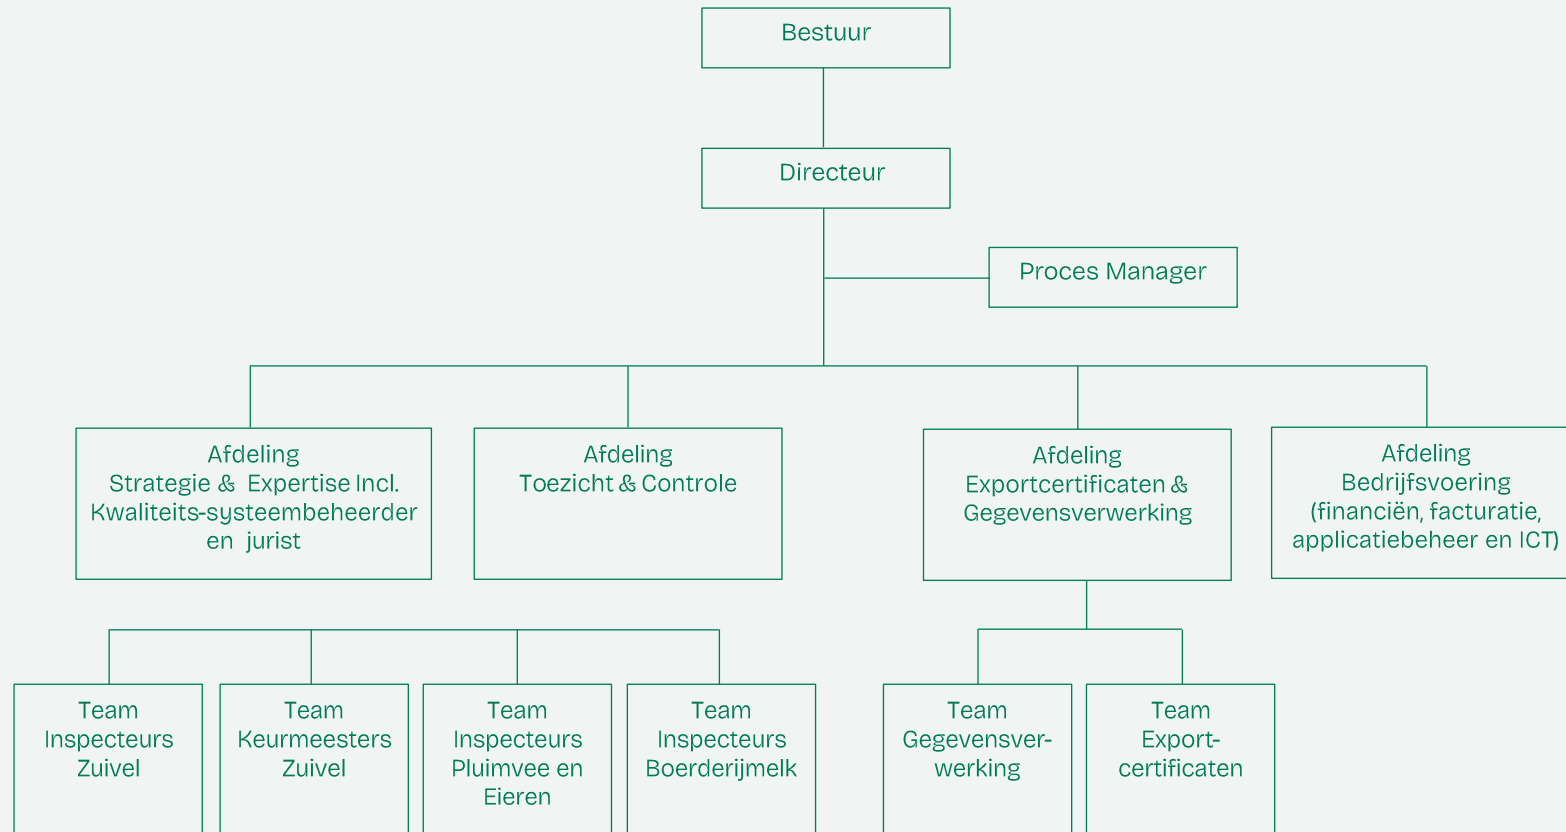 Bestuur
Directeur
Proces Manager
Afdeling
Strategie & Expertise Incl.
Kwaliteits-systeembeheerder
en jurist
Afdeling
Toezicht & Controle
Afdeling
Exportcertificaten &
Gegevensverwerking
Afdeling
Bedrijfsvoering
(financiën, facturatie,
applicatiebeheer en ICT)
Team
Inspecteurs
Zuivel
Team
Keurmeesters
Zuivel
Team
Inspecteurs
Pluimvee en
Eieren
Team
Inspecteurs
Boerderijmelk
Team
Gegevensver-
werking
Team
Export-
certificaten